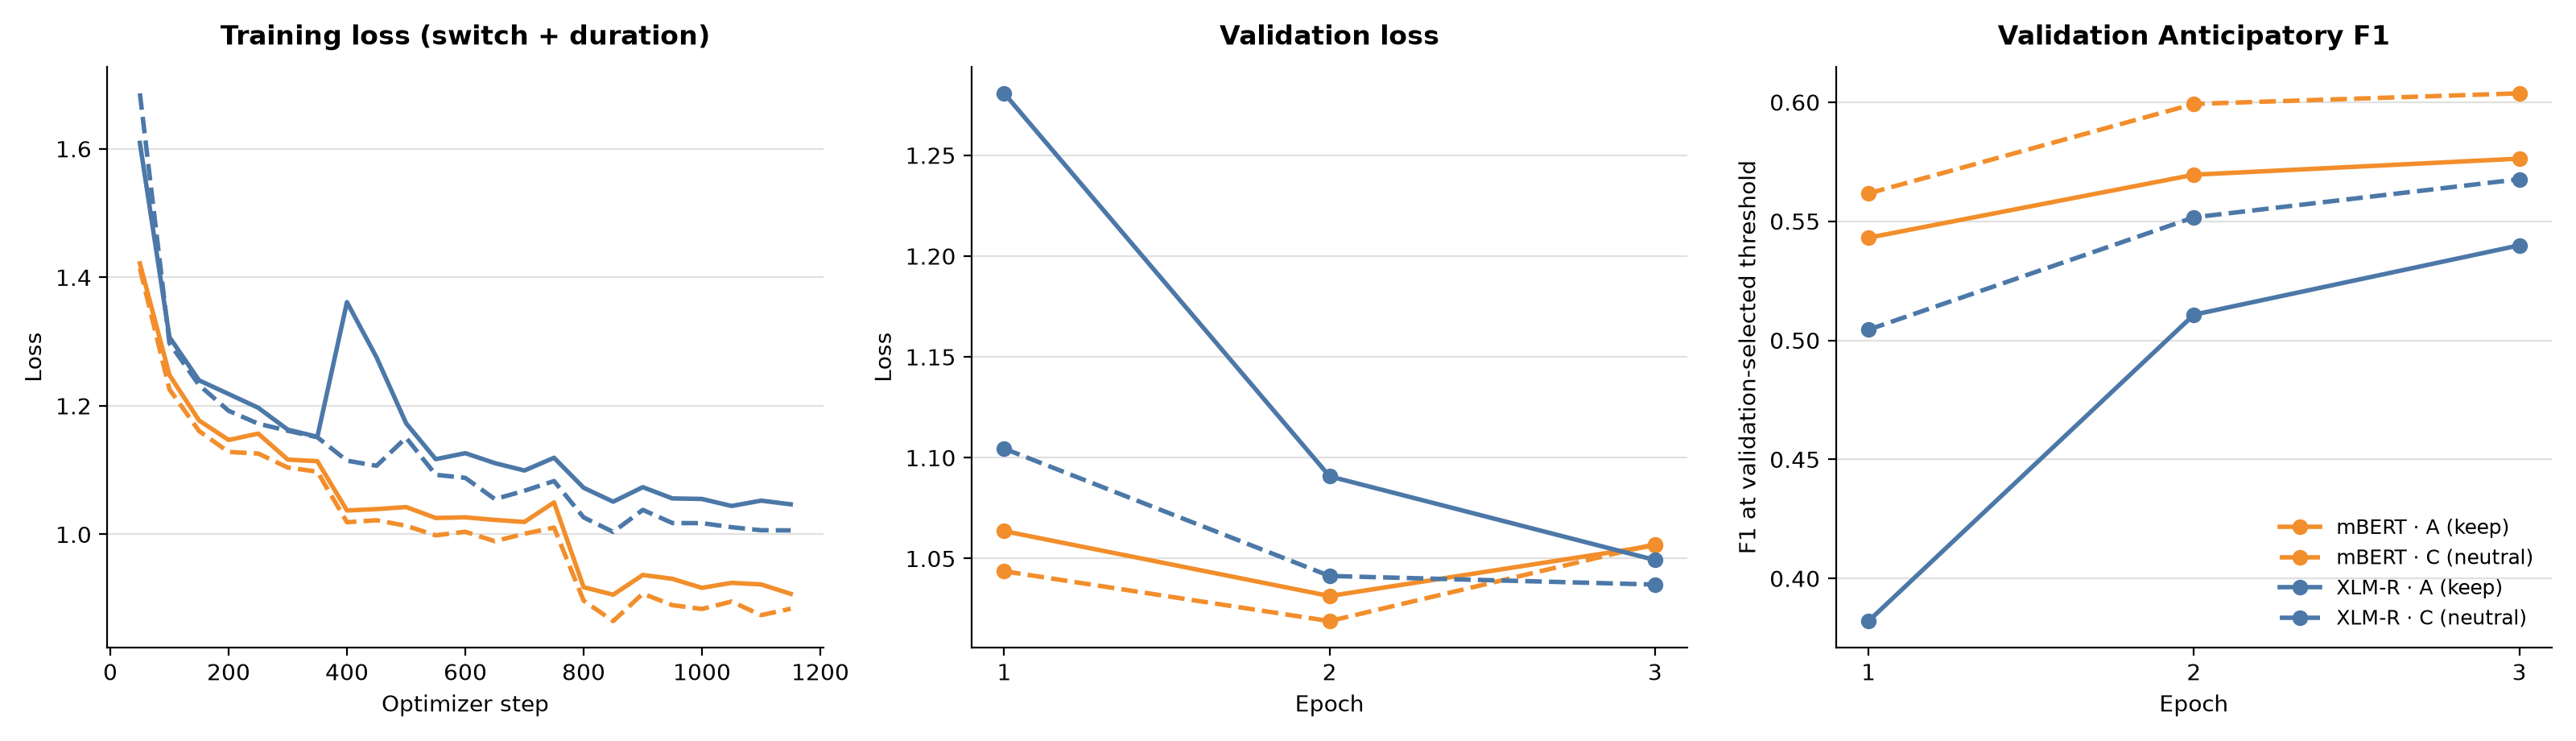 Training loss (switch + duration)
Loss
1.6
1.4
1.2
1.0
0
200
400
600
800
1000
1200
Optimizer step
Validation loss
Loss
1.25
1.20
1.15
1.10
1.05
1
2
3
Epoch
Validation Anticipatory F1
F1 at validation-selected threshold
0.60
0.55
0.50
0.45
0.40
mBERT · A (keep)
mBERT · C (neutral)
XLM-R · A (keep)
XLM-R · C (neutral)
1
2
3
Epoch